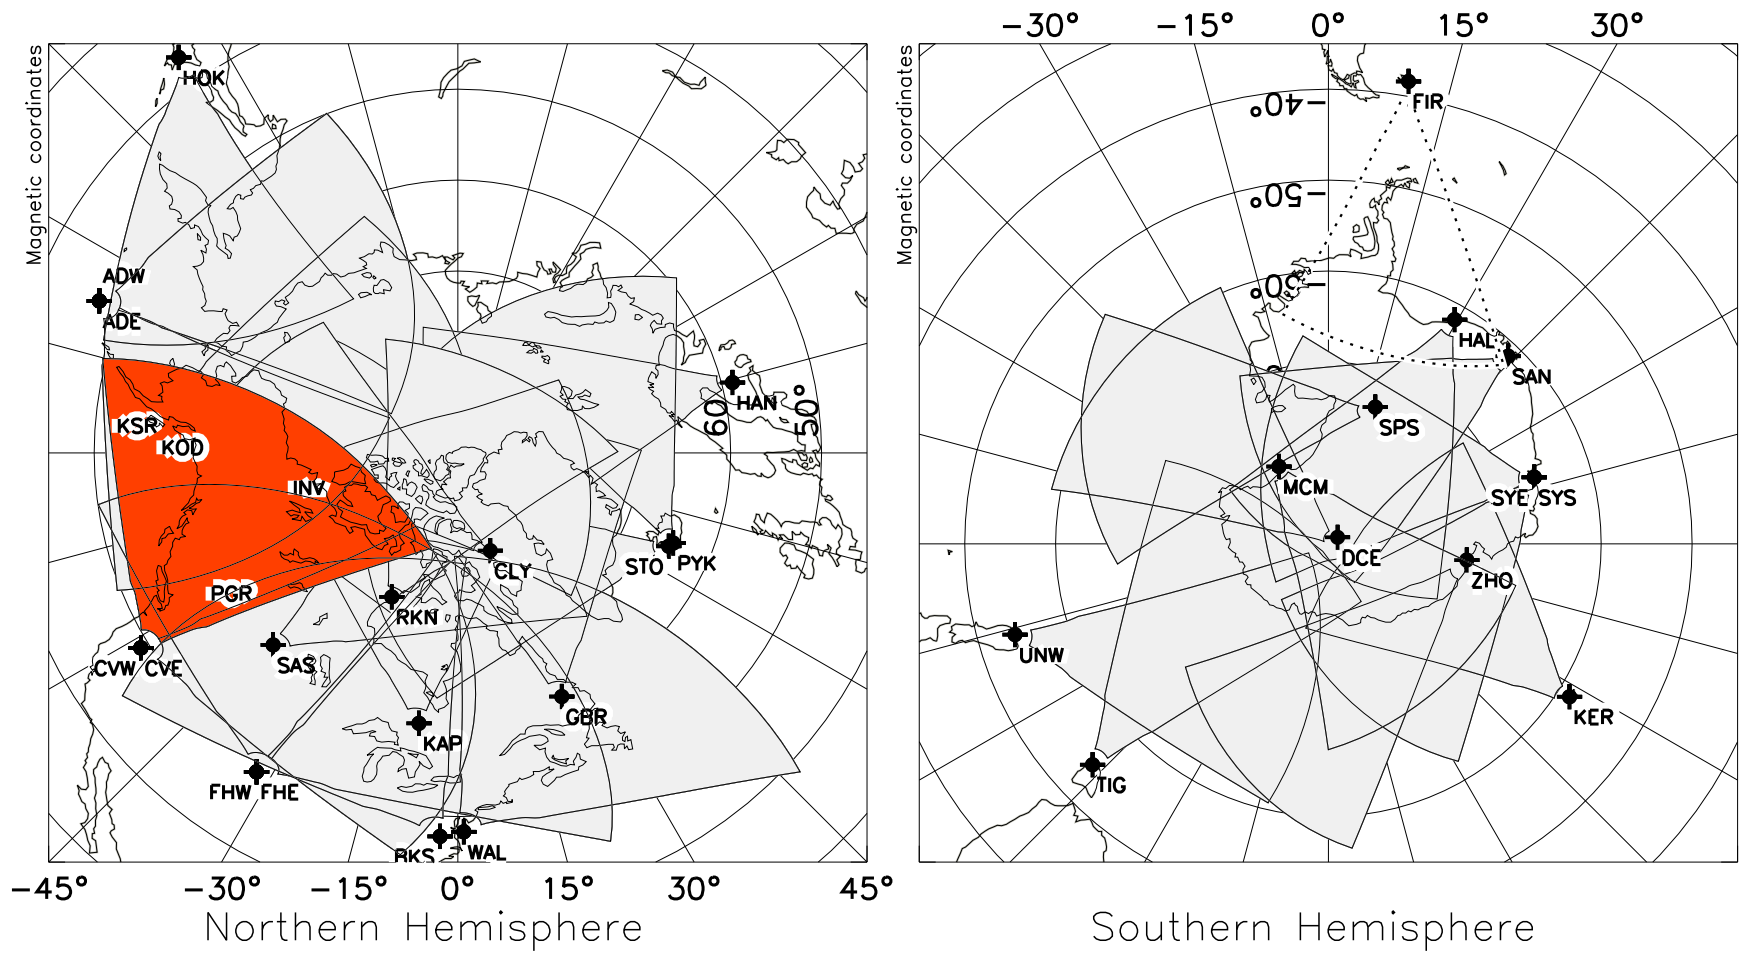 −30° −15° 0° 15° 30°
Magnetic coordinates
Magnetic coordinates
HOK
FIR
−40°
−50°
ADW
−50°
ADE
HAL
SAN
HAN
60
50°
KSR
KOD
SPS
INV
MCM
SYE SYS
STO PYK
CLY
DCE
ZHO
PGR
RKN
UNW
CVW CVE
SAS
GBR
KER
KAP
FHW FHE
TIG
BKS
WAL
−45° −30° −15° 0° 15° 30° 45°
Northern Hemisphere
Southern Hemisphere